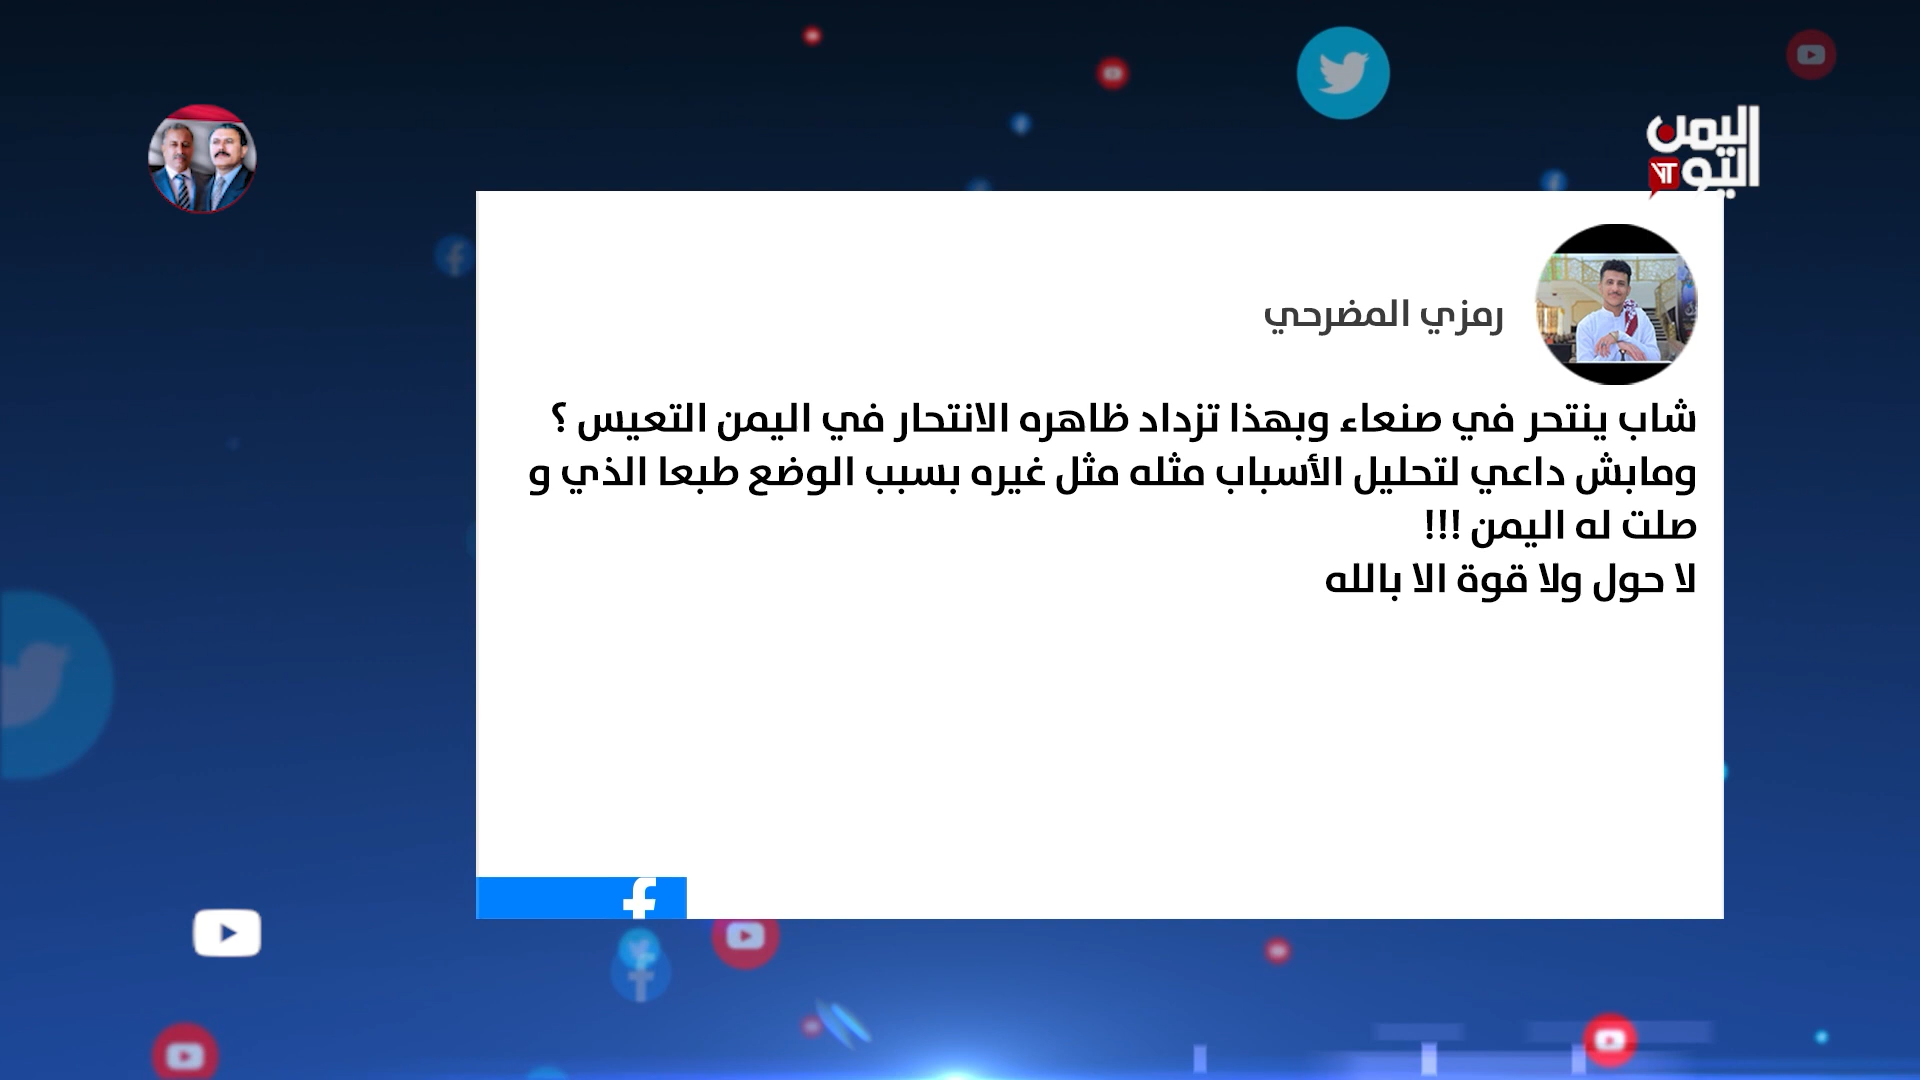 اليمن
اليوم
YT
رمزي المضرحي
شاب ينتحر في صنعاء وبهذا تزداد ظاهره الانتحار في اليمن التعيس ؟
ومابش داعي لتحليل الأسباب مثله مثل غيره بسبب الوضع طبعا الذي و
صلت له اليمن !!!
لا حول ولا قوة الا بالله